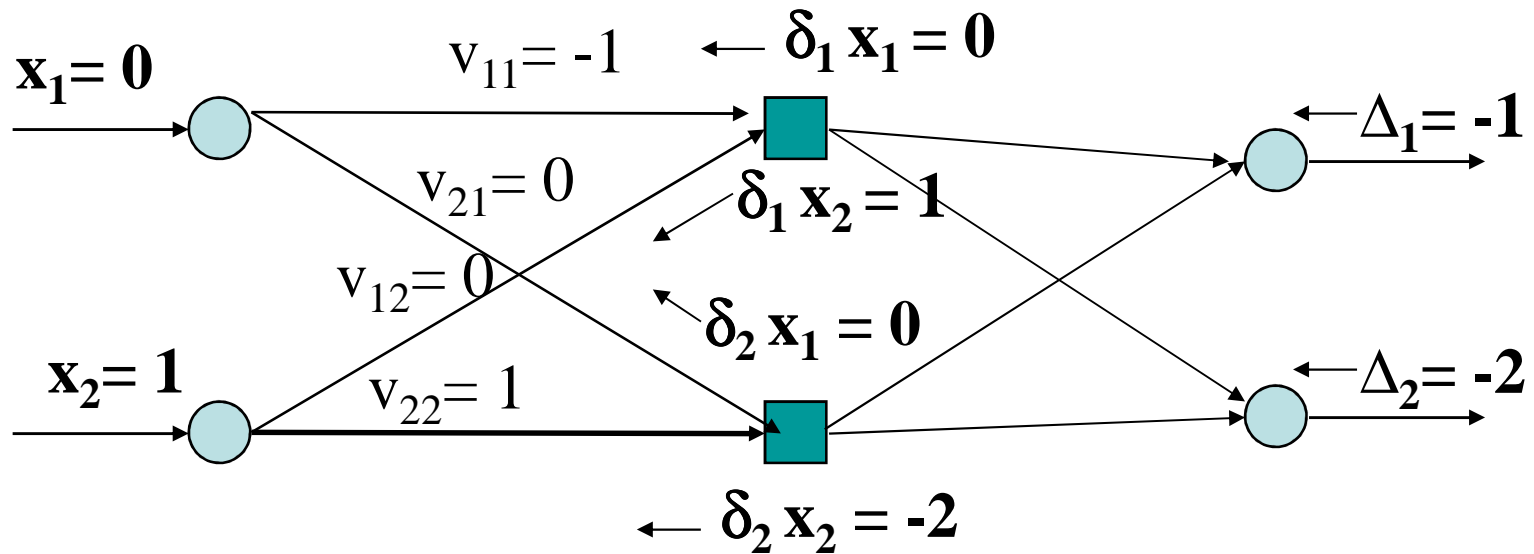 x₁= 0
v₁₁= -1
δ₁ x₁ = 0
Δ₁= -1
v₂₁= 0
δ₁ x₂ = 1
v₁₂= 0
δ₂ x₁ = 0
x₂= 1
v₂₂= 1
Δ₂= -2
δ₂ x₂ = -2